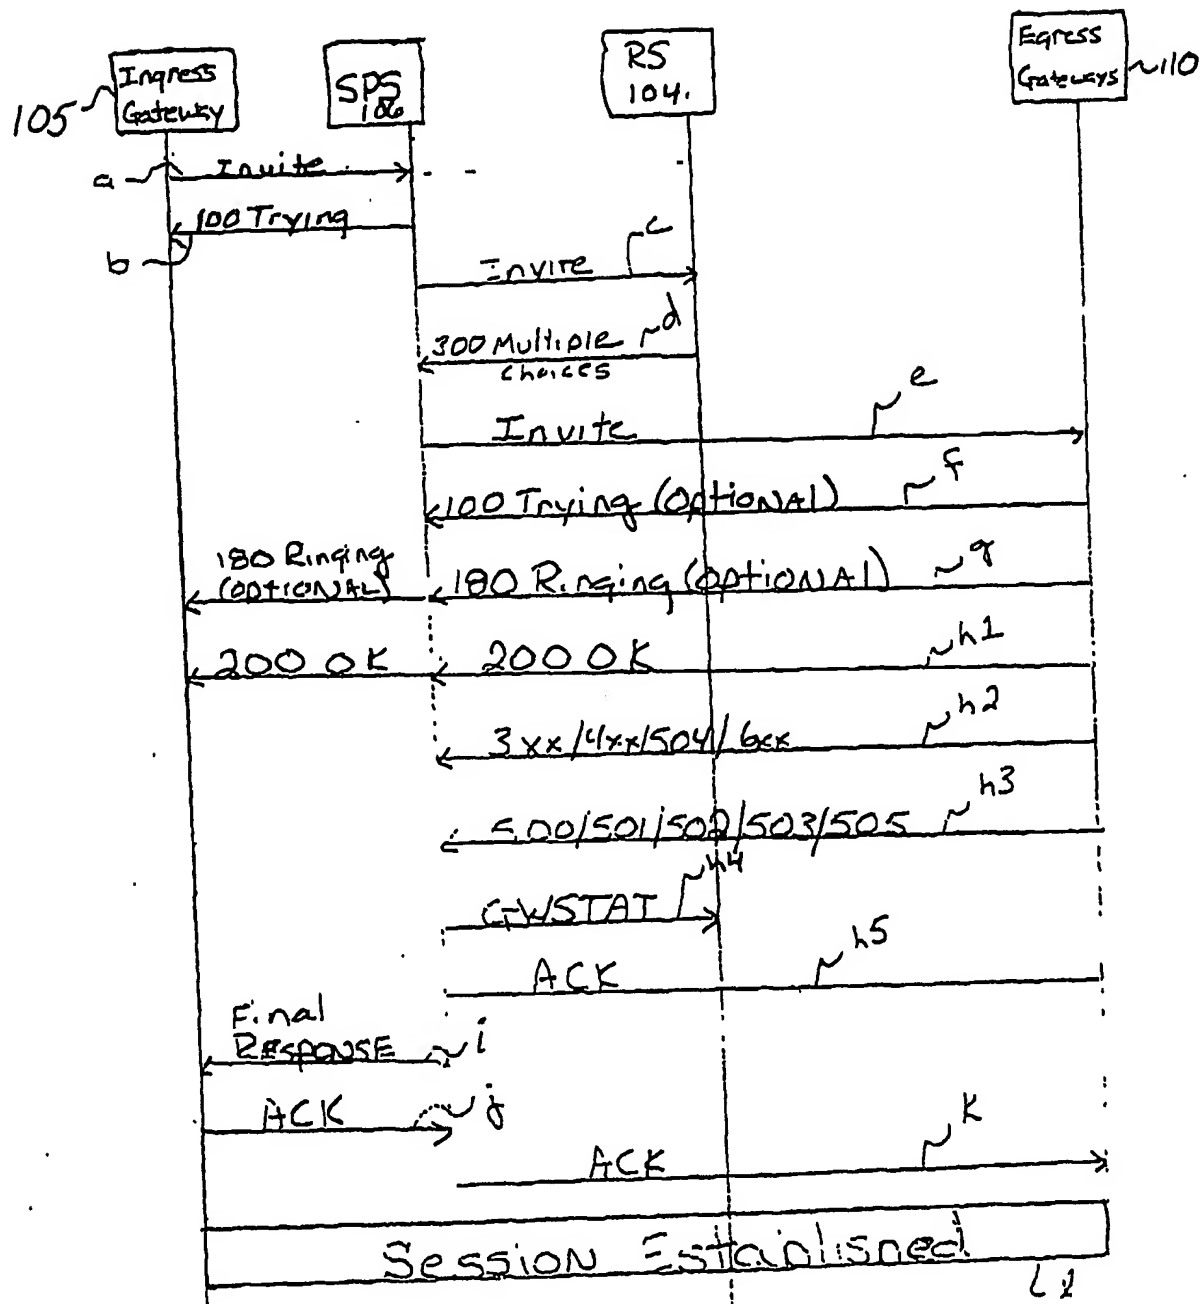 Ingress
Gateway
105
SPS
106
RS
104.
Egress
Gateways
110
a
Invite
100 Trying
b
Invite
c
300 Multiple
choices
d
Invite
e
100 Trying (OPTIONAL)
f
180 Ringing
(OPTIONAL)
180 Ringing (OPTIONAL)
g
200 OK
200 OK
h1
3xx/4xx/504/6xx
h2
500/501/502/503/505
h3
GWSTAT
h4
ACK
h5
Final
RESPONSE
i
ACK
j
ACK
k
Session Established